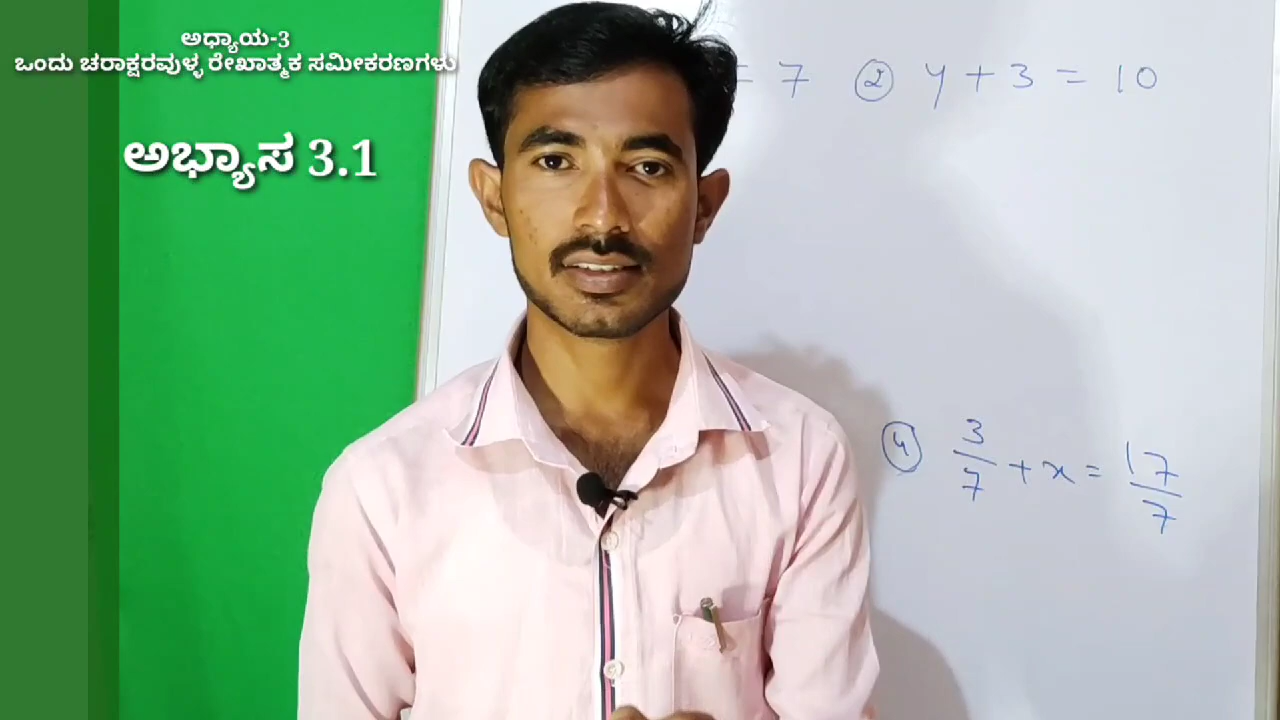 ಅಧ್ಯಾಯ-3
ಒಂದು ಚರಾಕ್ಷರವುಳ್ಳ ರೇಖಾತ್ಮಕ ಸಮೀಕರಣಗಳು
ಅಭ್ಯಾಸ 3.1
= 7 ② y + 3 = 10
④ 3/7 + x = 17/7